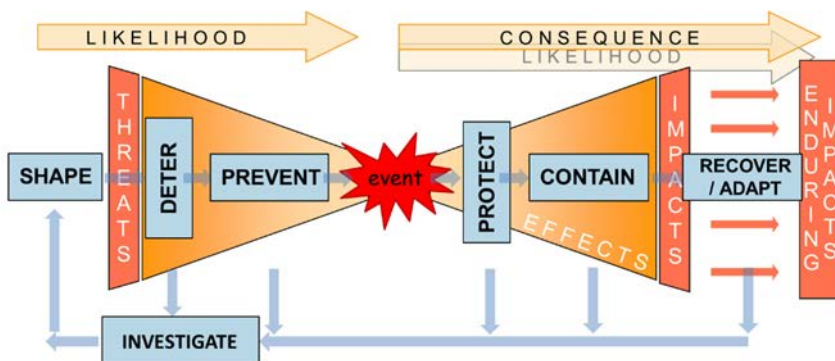 LIKELIHOOD
CONSEQUENCE
LIKELIHOOD
THREATS
IMPACTS
ENDURING
IMPACTS
SHAPE
DETER
PREVENT
event
PROTECT
CONTAIN
RECOVER
/ ADAPT
EFFECTS
INVESTIGATE